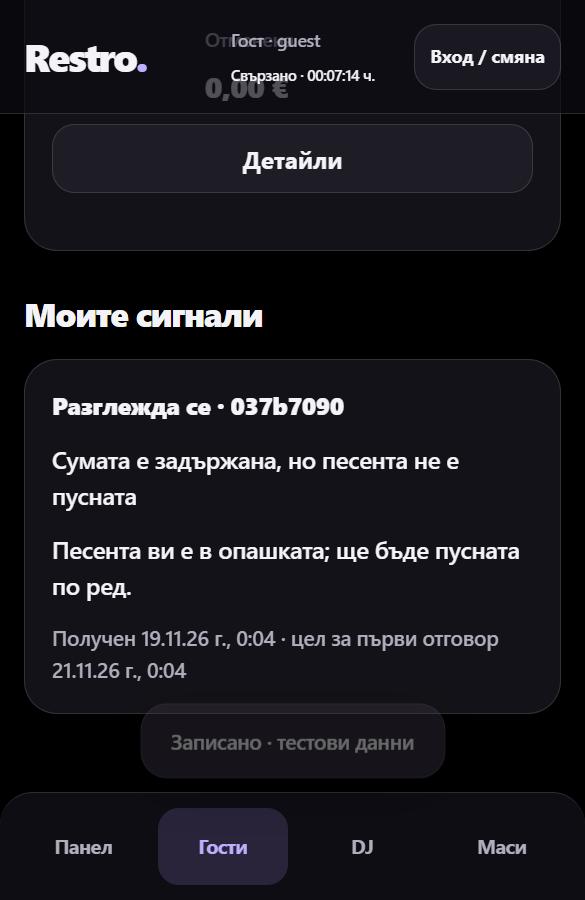 Restro.
Гост · guest
Свързано · 00:07:14 ч.
Вход / смяна
0,00 €
Детайли
Моите сигнали
Разглежда се · 037b7090
Сумата е задържана, но песента не е
пусната
Песента ви е в опашката; ще бъде пусната
по ред.
Получен 19.11.26 г., 0:04 · цел за първи отговор
21.11.26 г., 0:04
Записано · тестови данни
Панел
Гости
DJ
Маси